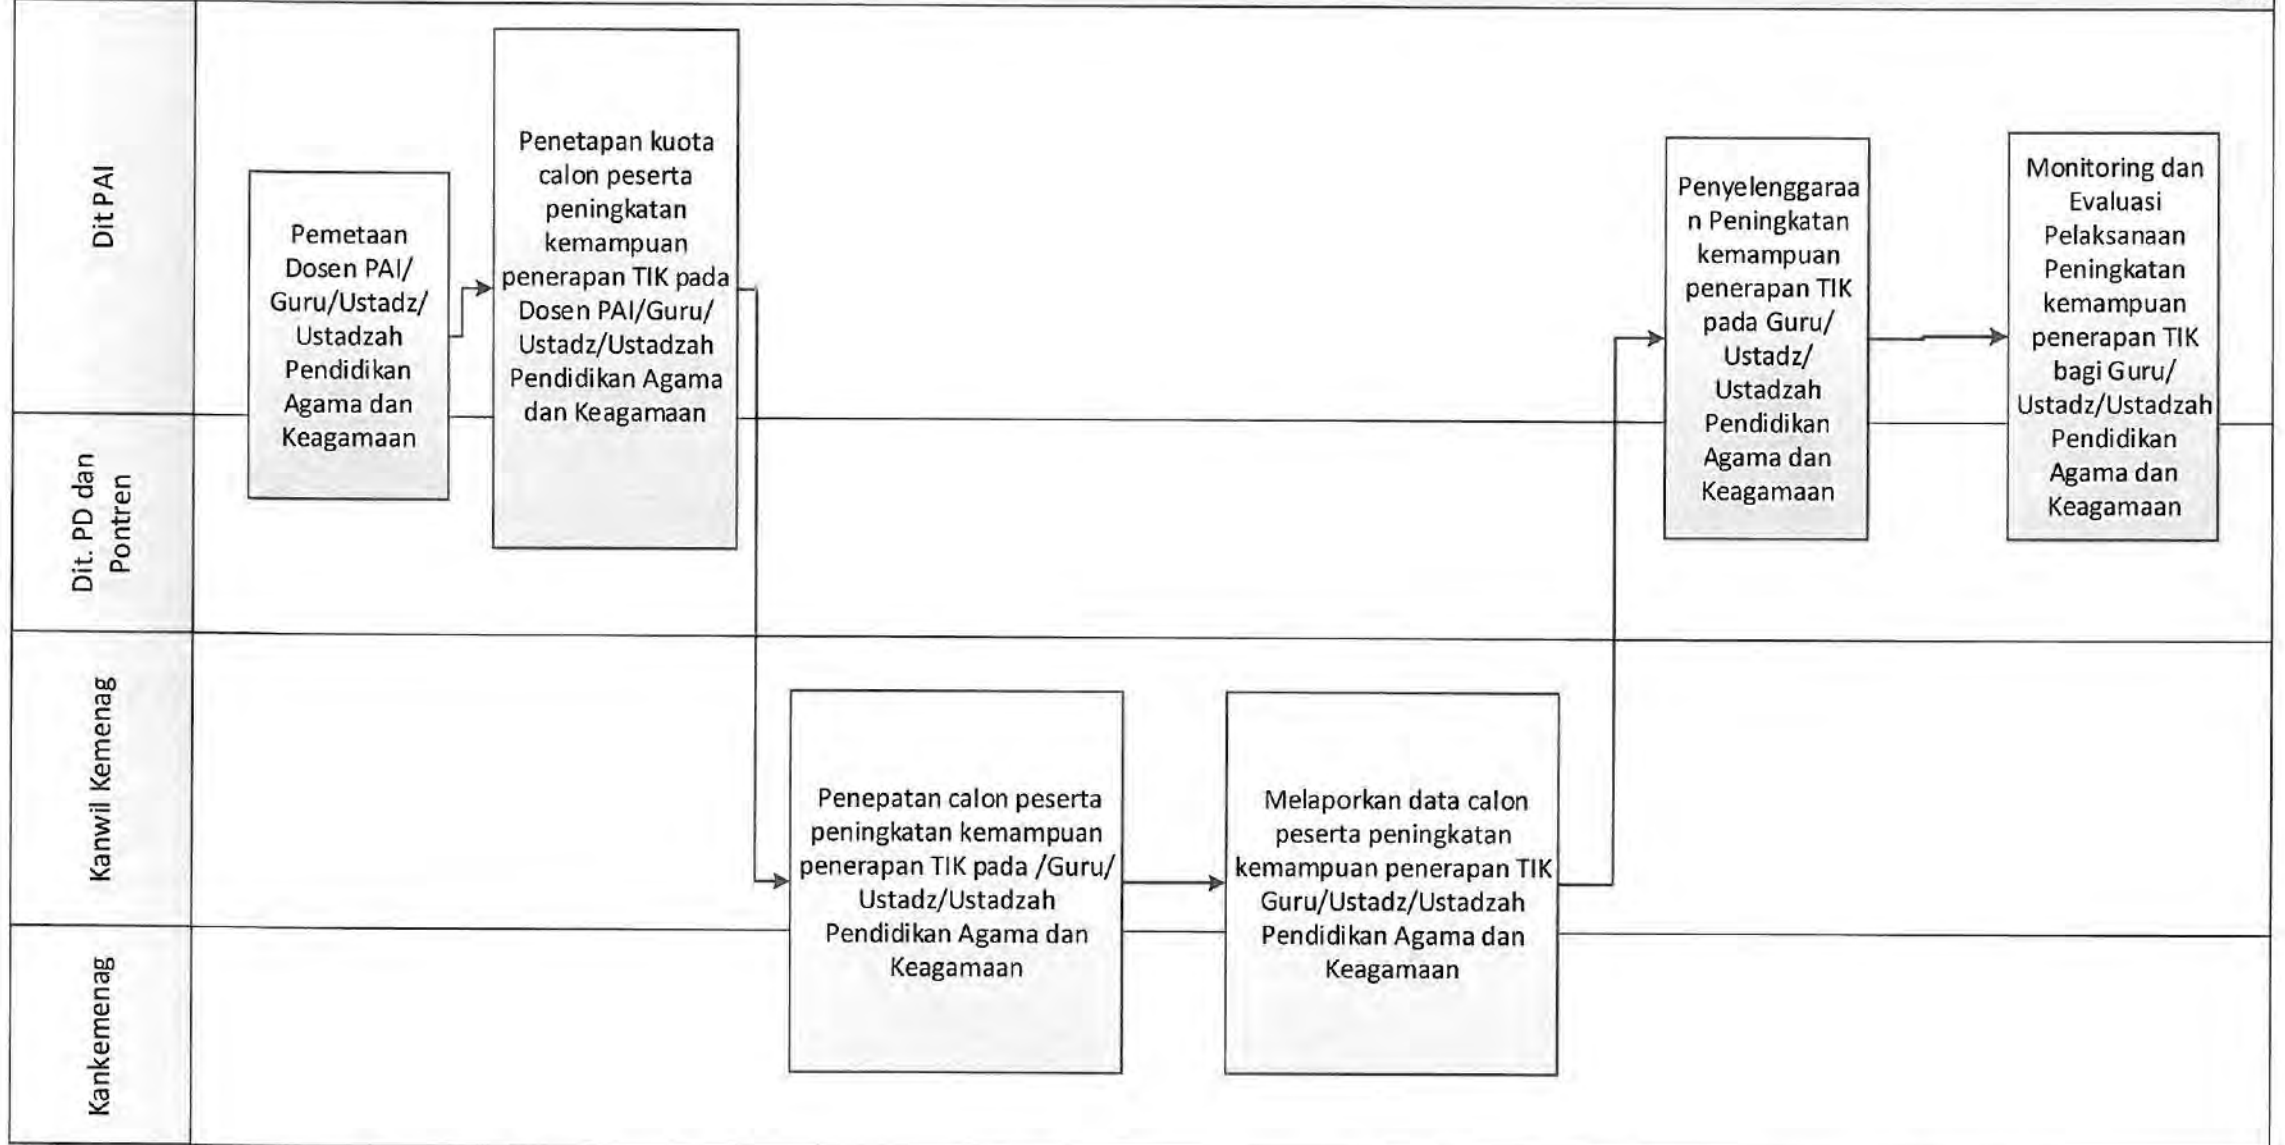 Dit PAI
Pemetaan
Dosen PAI/
Guru/Ustadz/
Ustadzah
Pendidikan
Agama dan
Keagamaan
Penetapan kuota
calon peserta
peningkatan
kemampuan
penerapan TIK pada
Dosen PAI/Guru/
Ustadz/Ustadzah
Pendidikan Agama
dan Keagamaan
Penyelenggaraa
n Peningkatan
kemampuan
penerapan TIK
pada Guru/
Ustadz/
Ustadzah
Pendidikan
Agama dan
Keagamaan
Monitoring dan
Evaluasi
Pelaksanaan
Peningkatan
kemampuan
penerapan TIK
bagi Guru/
Ustadz/Ustadzah
Pendidikan
Agama dan
Keagamaan
Dit. PD dan
Pontren
Kanwil Kemenag
Penepatan calon peserta
peningkatan kemampuan
penerapan TIK pada /Guru/
Ustadz/Ustadzah
Pendidikan Agama dan
Keagamaan
Melaporkan data calon
peserta peningkatan
kemampuan penerapan TIK
Guru/Ustadz/Ustadzah
Pendidikan Agama dan
Keagamaan
Kankemenag